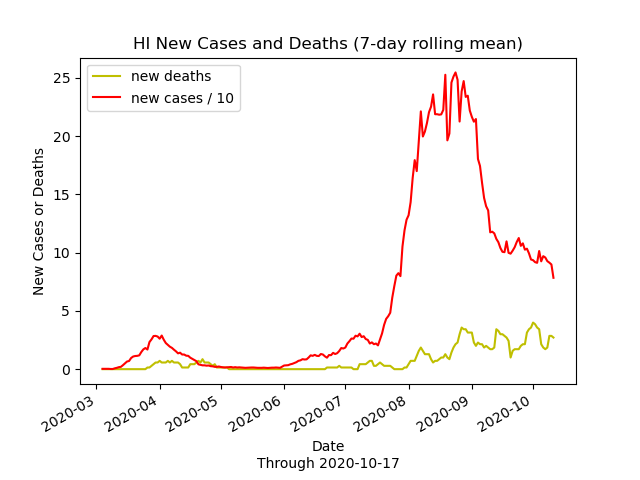 HI New Cases and Deaths (7-day rolling mean)
new deaths
new cases / 10
New Cases or Deaths
25
20
15
10
5
0
2020-03
2020-04
2020-05
2020-06
2020-07
2020-08
2020-09
2020-10
Date
Through 2020-10-17